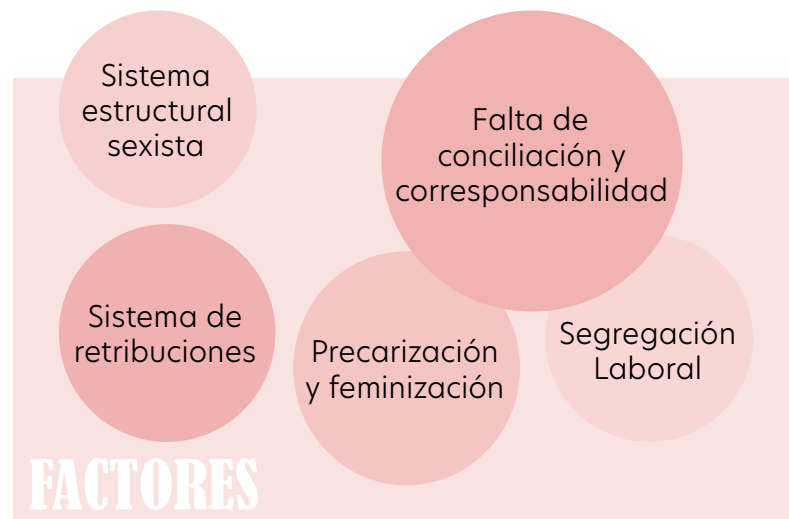 Sistema
estructural
sexista
Falta de
conciliación y
corresponsabilidad
Sistema de
retribuciones
Precarización
y feminización
Segregación
Laboral
FACTORES